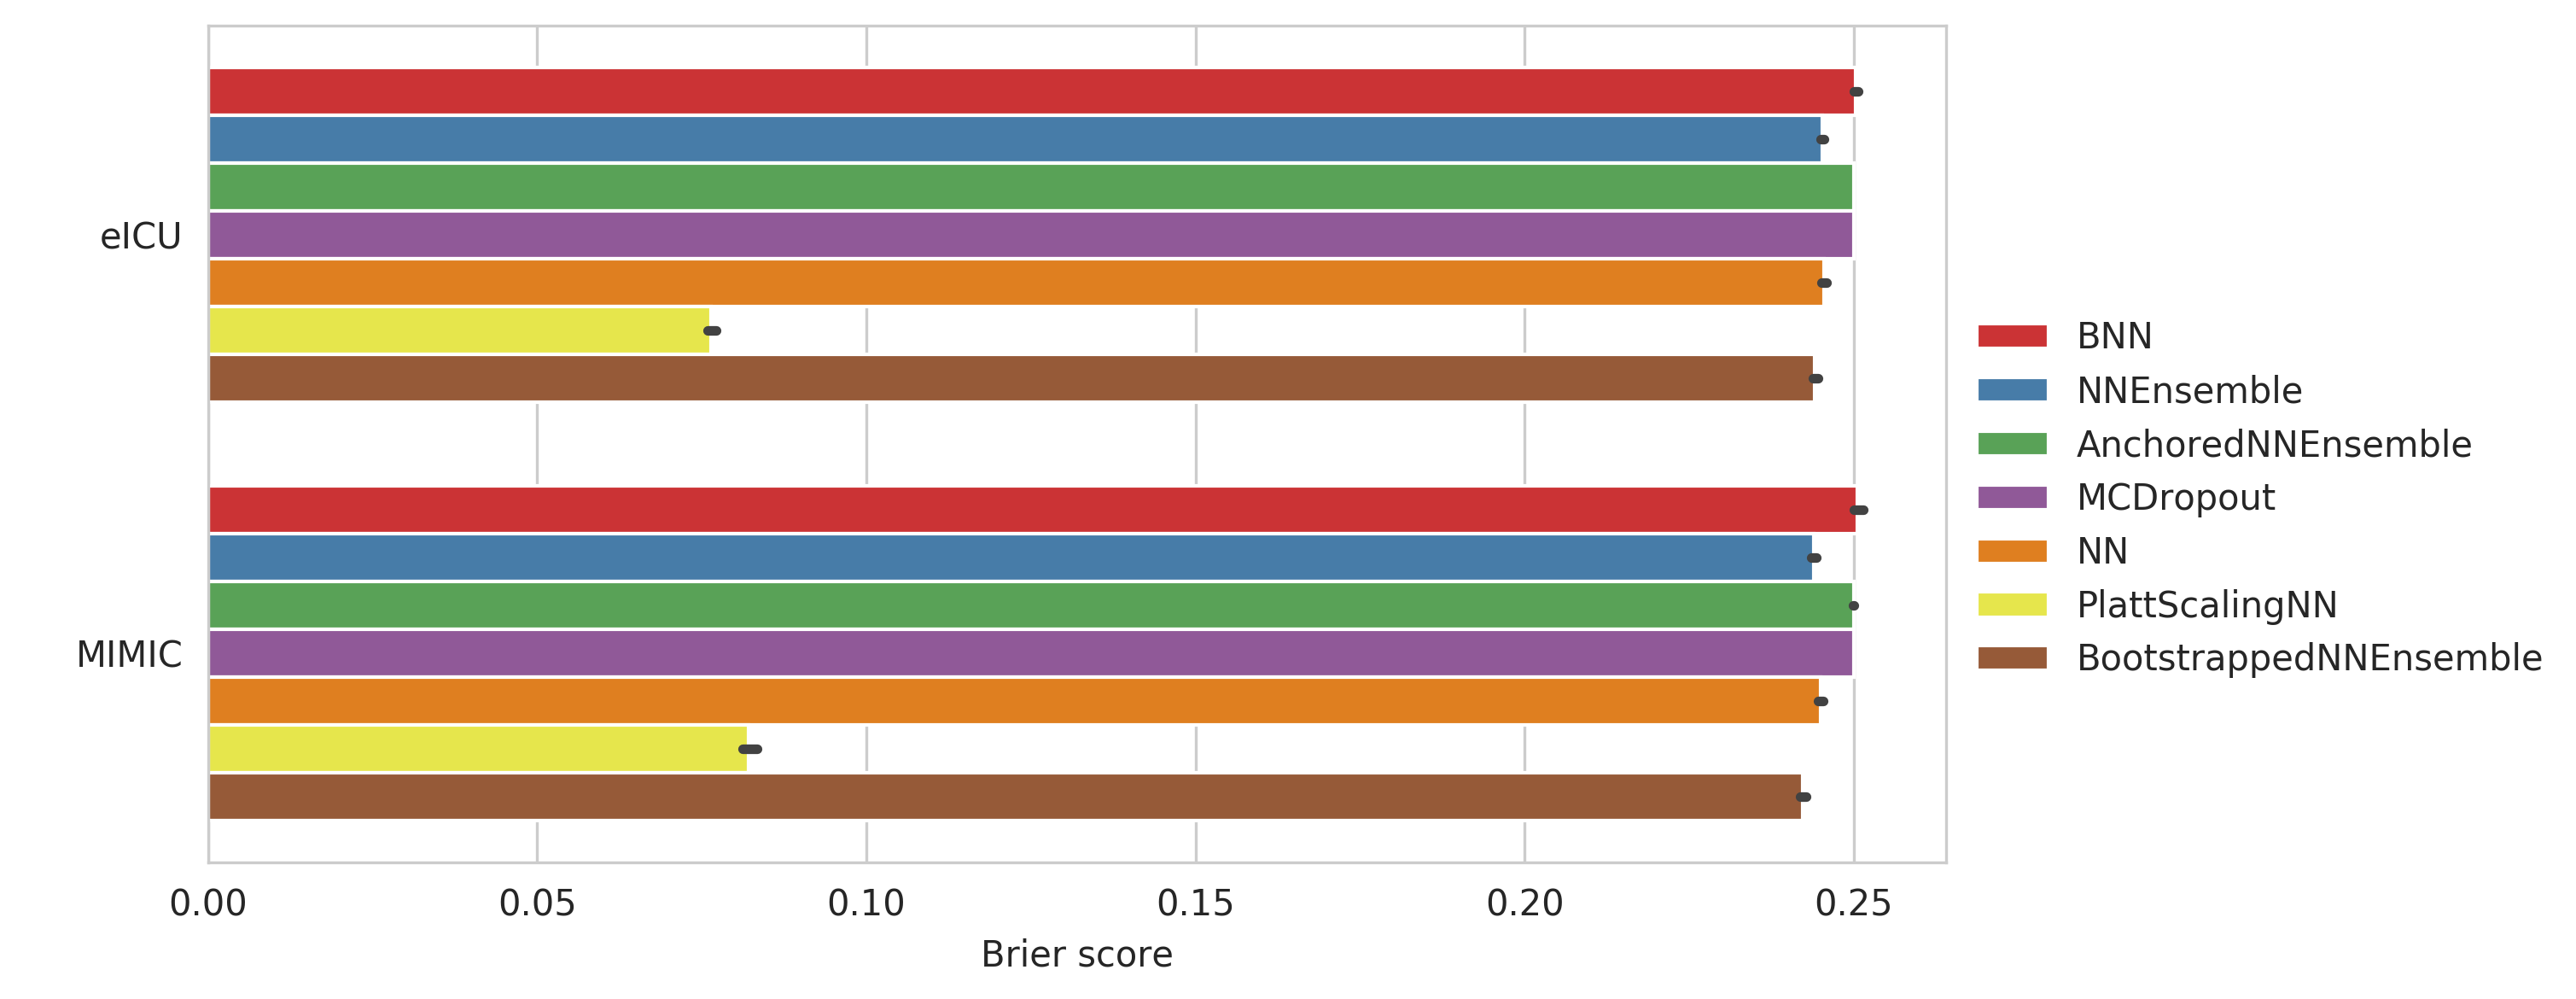 eICU
MIMIC
0.00 0.05 0.10 0.15 0.20 0.25
Brier score
BNN
NNEnsemble
AnchoredNNEnsemble
MCDropout
NN
PlattScalingNN
BootstrappedNNEnsemble